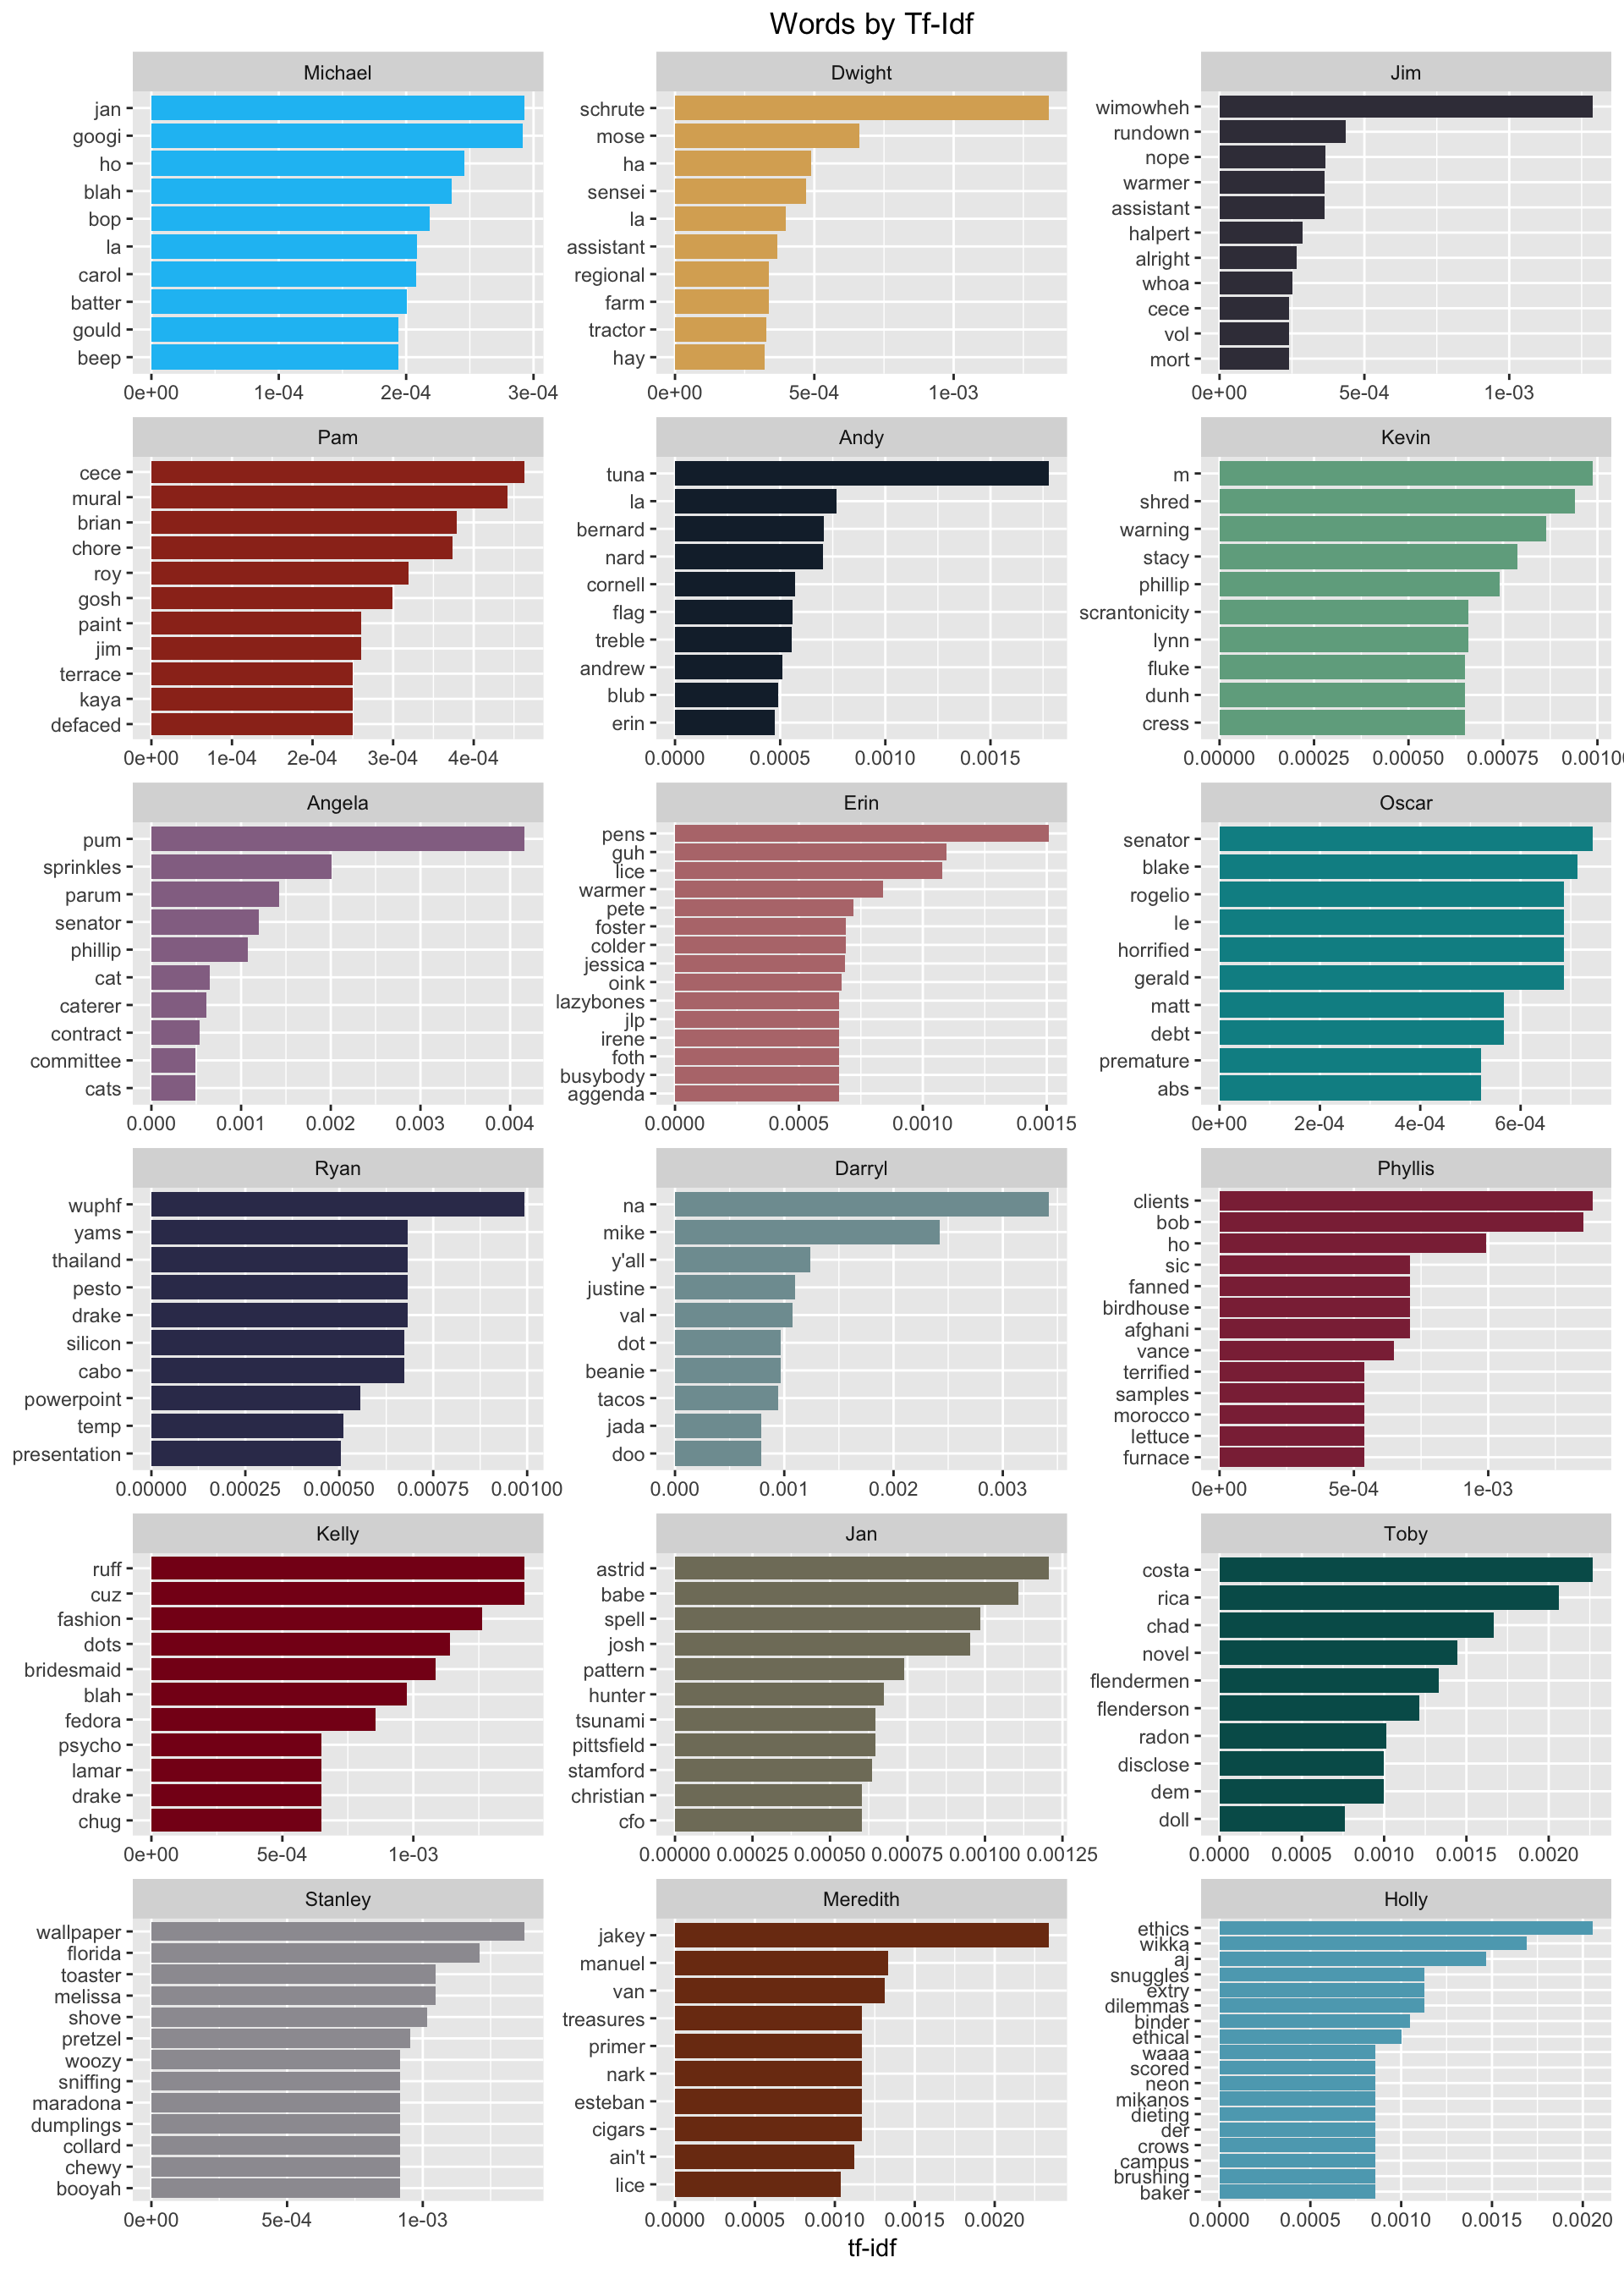 Words by Tf-Idf
Michael
jan
googi
ho
blah
bop
la
carol
batter
gould
beep
0e+00 1e-04 2e-04 3e-04
Dwight
schrute
mose
ha
sensei
la
assistant
regional
farm
tractor
hay
0e+00 5e-04 1e-03
Jim
wimowheh
rundown
nope
warmer
assistant
halpert
alright
whoa
cece
vol
mort
0e+00 5e-04 1e-03
Pam
cece
mural
brian
chore
roy
gosh
paint
jim
terrace
kaya
defaced
0e+00 1e-04 2e-04 3e-04 4e-04
Andy
tuna
la
bernard
nard
cornell
flag
treble
andrew
blub
erin
0.0000 0.0005 0.0010 0.0015
Kevin
m
shred
warning
stacy
phillip
scrantonicity
lynn
fluke
dunh
cress
0.00000 0.00025 0.00050 0.00075 0.0010
Angela
pum
sprinkles
parum
senator
phillip
cat
caterer
contract
committee
cats
0.000 0.001 0.002 0.003 0.004
Erin
pens
guh
lice
warmer
pete
foster
colder
jessica
oink
lazybones
jlp
irene
foth
busybody
aggenda
0.0000 0.0005 0.0010 0.0015
Oscar
senator
blake
rogelio
le
horrified
gerald
matt
debt
premature
abs
0e+00 2e-04 4e-04 6e-04
Ryan
wuphf
yams
thailand
pesto
drake
silicon
cabo
powerpoint
temp
presentation
0.00000 0.00025 0.00050 0.00075 0.00100
Darryl
na
mike
y'all
justine
val
dot
beanie
tacos
jada
doo
0.000 0.001 0.002 0.003
Phyllis
clients
bob
ho
sic
fanned
birdhouse
afghani
vance
terrified
samples
morocco
lettuce
furnace
0e+00 5e-04 1e-03
Kelly
ruff
cuz
fashion
dots
bridesmaid
blah
fedora
psycho
lamar
drake
chug
0e+00 5e-04 1e-03
Jan
astrid
babe
spell
josh
pattern
hunter
tsunami
pittsfield
stamford
christian
cfo
0.00000 0.00025 0.00050 0.00075 0.00100 0.00125
Toby
costa
rica
chad
novel
flendermen
flenderson
radon
disclose
dem
doll
0.0000 0.0005 0.0010 0.0015 0.0020
Stanley
wallpaper
florida
toaster
melissa
shove
pretzel
woozy
sniffing
maradona
dumplings
collard
chewy
booyah
0e+00 5e-04 1e-03
Meredith
jakey
manuel
van
treasures
primer
nark
esteban
cigars
ain't
lice
0.0000 0.0005 0.0010 0.0015 0.0020
Holly
ethics
wikka
aj
snuggles
extry
dilemmas
binder
ethical
waaa
scored
neon
mikanos
dieting
der
crows
campus
brushing
baker
0.0000 0.0005 0.0010 0.0015 0.0020
tf-idf